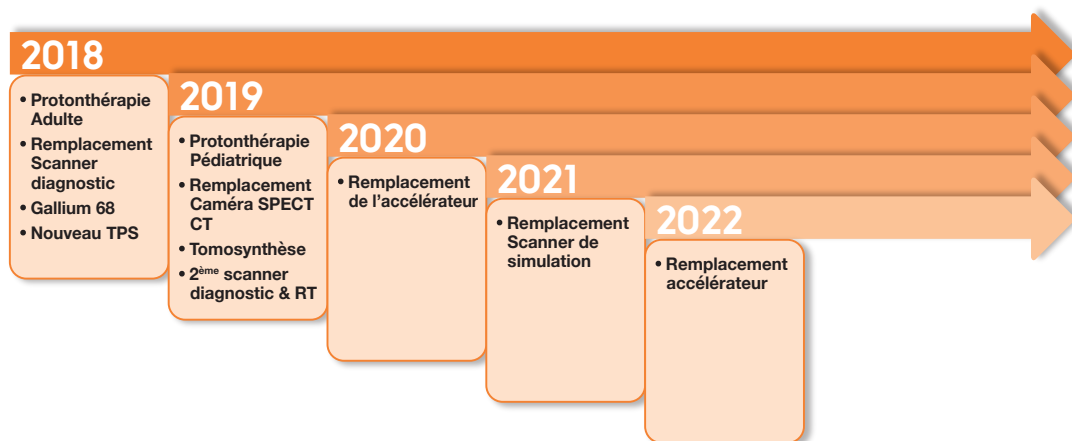 2018
• Protonthérapie
Adulte
• Remplacement
Scanner
diagnostic
• Gallium 68
• Nouveau TPS
2019
• Protonthérapie
Pédiatrique
• Remplacement
Caméra SPECT
CT
• Tomosynthèse
• 2ème scanner
diagnostic & RT
2020
• Remplacement
de l’accélérateur
2021
• Remplacement
Scanner de
simulation
2022
• Remplacement
accélérateur